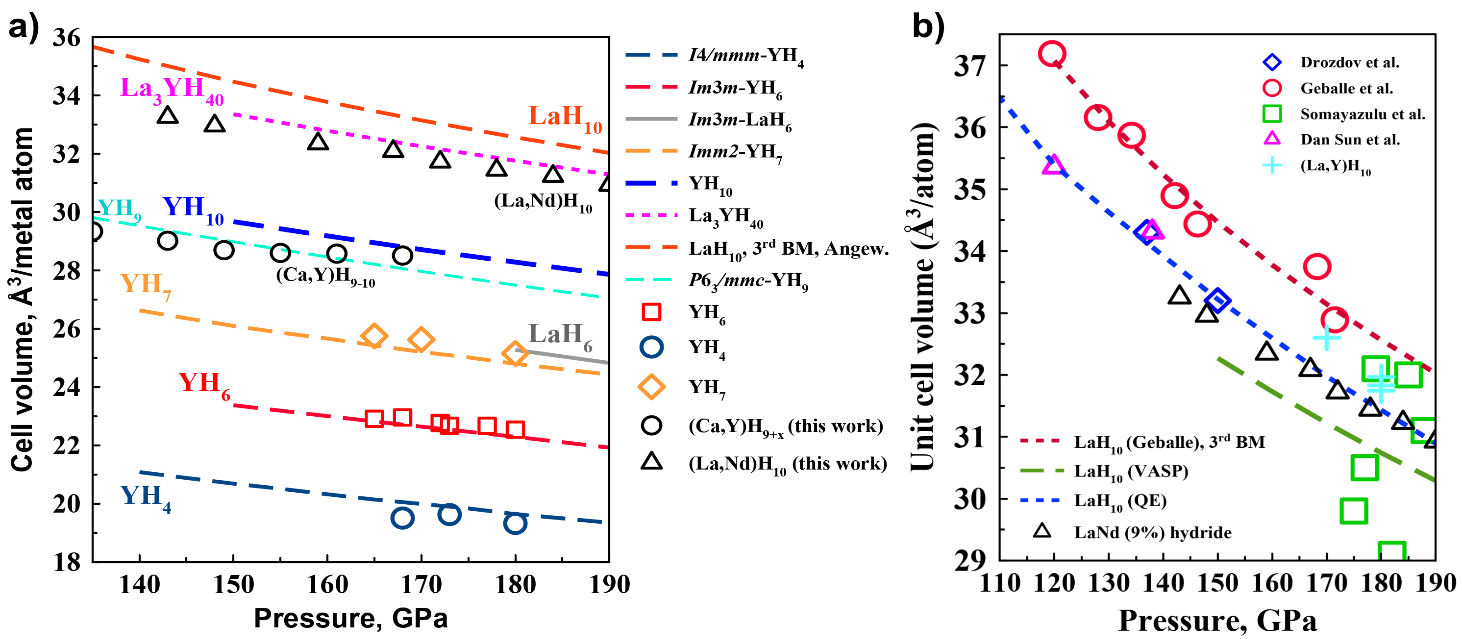 a)
Cell volume, Å³/metal atom
36
34
32
30
28
26
24
22
20
18
140
150
160
170
180
190
Pressure, GPa
La₃YH₄₀
LaH₁₀
(La,Nd)H₁₀
YH₉
YH₁₀
(Ca,Y)H₉₋₁₀
YH₇
LaH₆
YH₆
YH₄
I4/mmm-YH₄
Im3m-YH₆
Im3m-LaH₆
Imm2-YH₇
YH₁₀
La₃YH₄₀
LaH₁₀, 3ʳᵈ BM, Angew.
P6₃/mmc-YH₉
YH₆
YH₄
YH₇
(Ca,Y)H₉₊ₓ (this work)
(La,Nd)H₁₀ (this work)
b)
Unit cell volume (Å³/atom)
37
36
35
34
33
32
31
30
29
110
120
130
140
150
160
170
180
190
Pressure, GPa
Drozdov et al.
Geballe et al.
Somayazulu et al.
Dan Sun et al.
(La,Y)H₁₀
LaH₁₀ (Geballe), 3ʳᵈ BM
LaH₁₀ (VASP)
LaH₁₀ (QE)
LaNd (9%) hydride